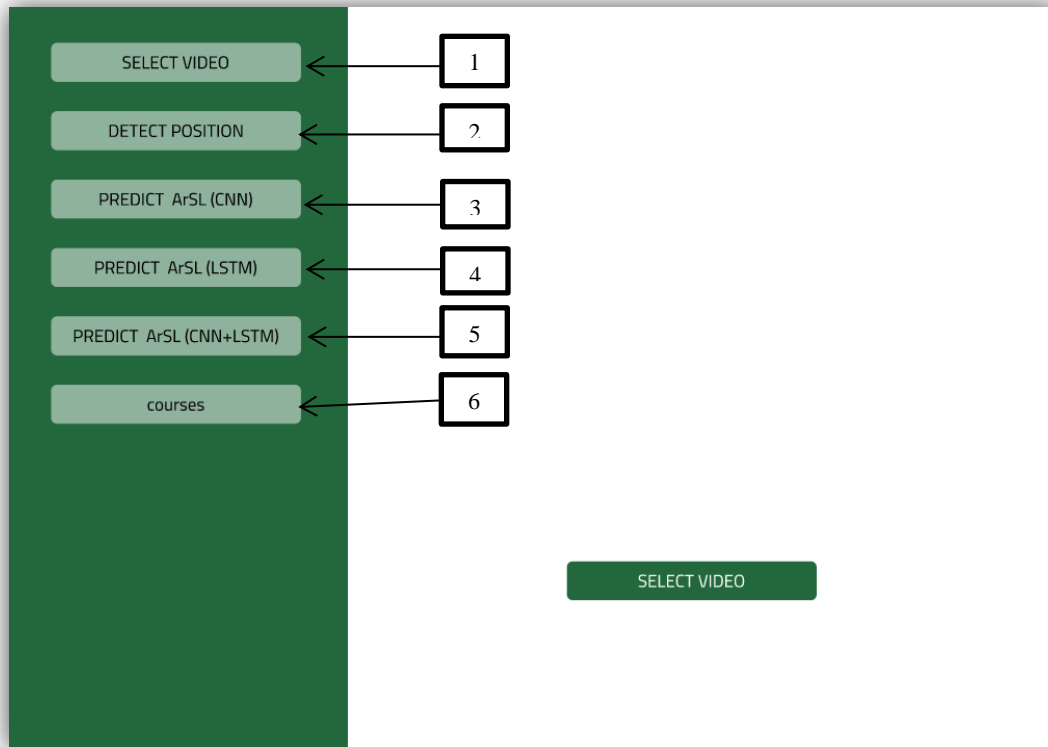 SELECT VIDEO
1
DETECT POSITION
2
PREDICT ArSL (CNN)
3
PREDICT ArSL (LSTM)
4
PREDICT ArSL (CNN+LSTM)
5
courses
6
SELECT VIDEO